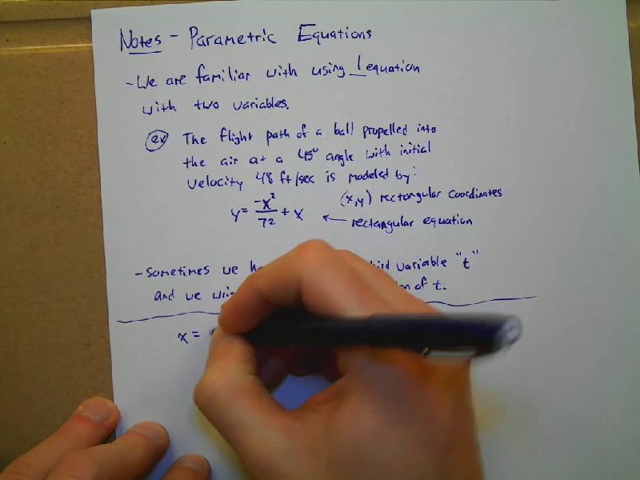 Notes - Parametric Equations
- We are familiar with using 1 equation
with two variables.
ex The flight path of a ball propelled into
the air at a 45° angle with initial
velocity 48 ft/sec is modeled by:
y = -x²/72 + x (x,y) rectangular coordinates
← rectangular equation
- Sometimes we variable "t"
and we of t.
x =